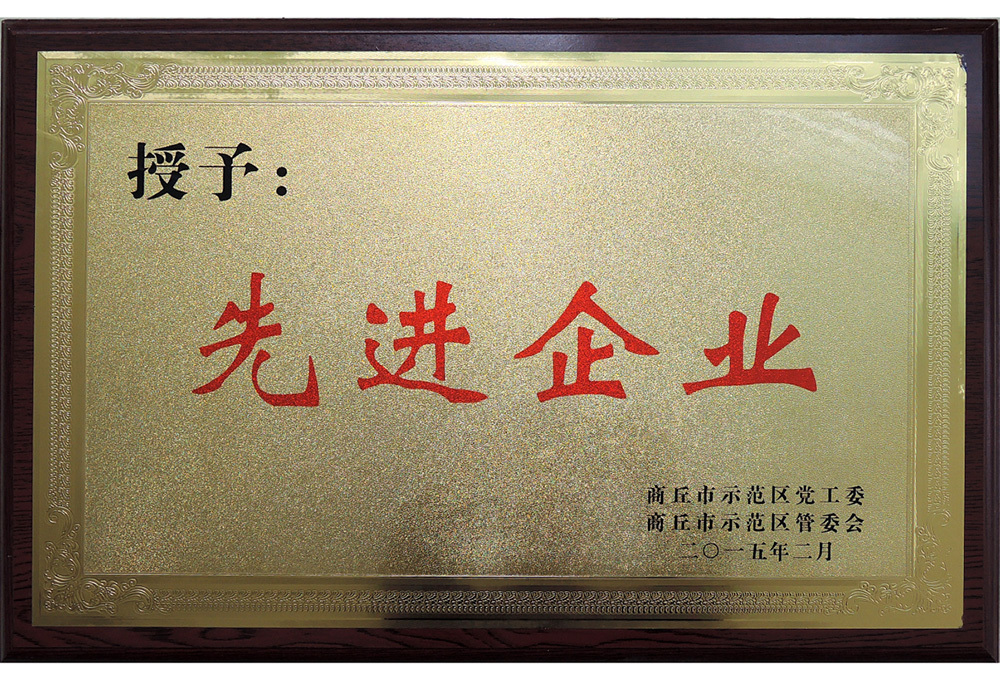 授予：
先进企业
商丘市示范区党工委
商丘市示范区管委会
二〇一五年二月